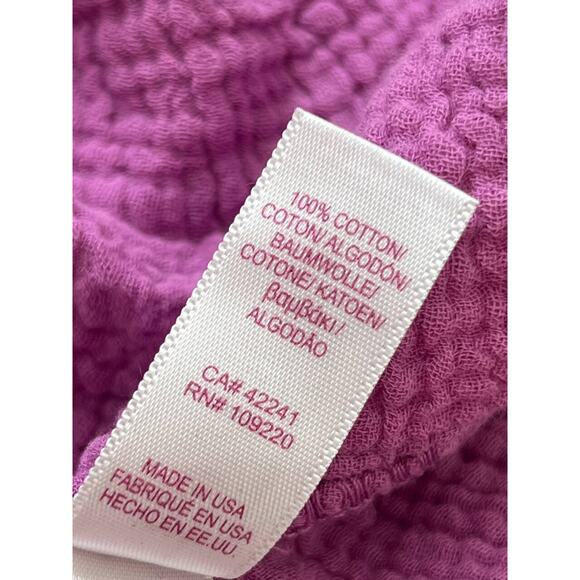 100% COTTON/
COTON/ ALGODÓN/
BAUMWOLLE/
COTONE/ KATOEN/
βαμβάκι/
ALGODÃO
CA# 42241
RN# 109220
MADE IN USA
FABRIQUÉ EN USA
HECHO EN EE.UU.